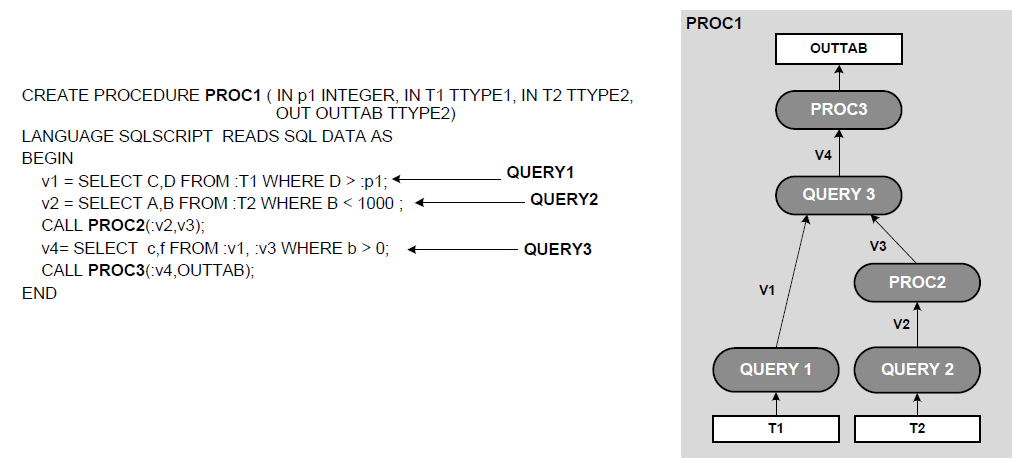 CREATE PROCEDURE PROC1 ( IN p1 INTEGER, IN T1 TTYPE1, IN T2 TTYPE2,
OUT OUTTAB TTYPE2)
LANGUAGE SQLSCRIPT READS SQL DATA AS
BEGIN
v1 = SELECT C,D FROM :T1 WHERE D > :p1; QUERY1
v2 = SELECT A,B FROM :T2 WHERE B < 1000 ; QUERY2
CALL PROC2(:v2,v3);
v4= SELECT c,f FROM :v1, :v3 WHERE b > 0; QUERY3
CALL PROC3(:v4,OUTTAB);
END
PROC1
OUTTAB
PROC3
V4
QUERY 3
V3
PROC2
V1
V2
QUERY 1 QUERY 2
T1 T2